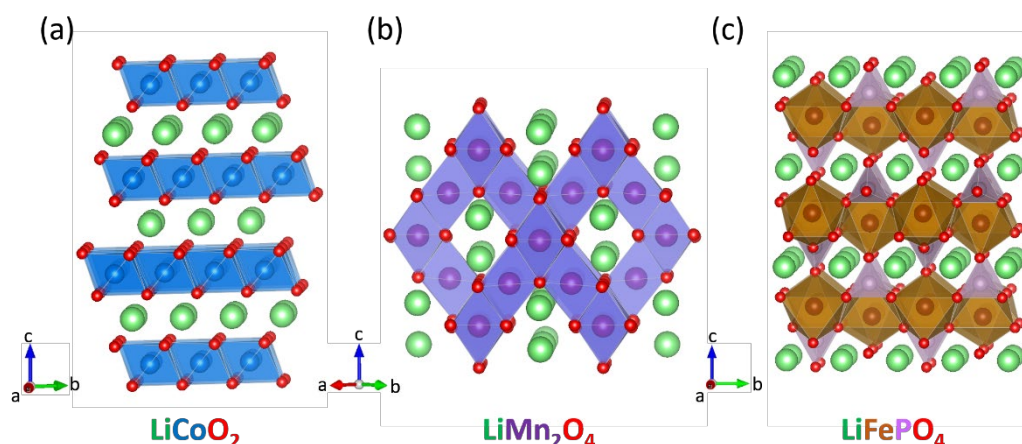 (a)
(b)
(c)
c
a b
c
a b
c
a b
LiCoO₂
LiMn₂O₄
LiFePO₄